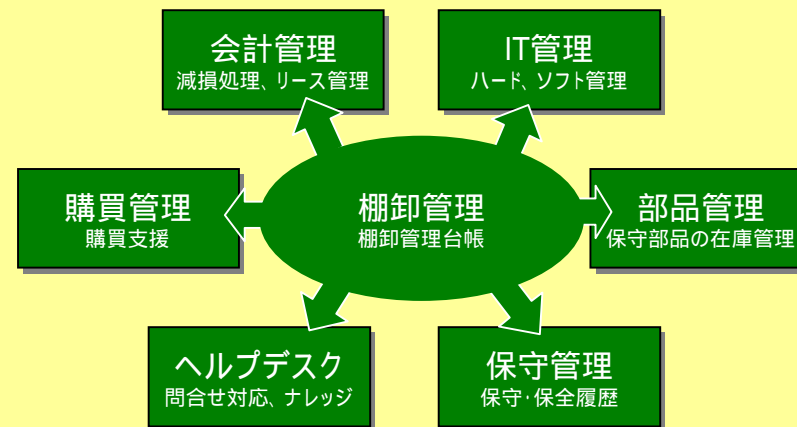 会計管理
減損処理、リース管理
IT管理
ハード、ソフト管理
購買管理
購買支援
棚卸管理
棚卸管理台帳
部品管理
保守部品の在庫管理
ヘルプデスク
問合せ対応、ナレッジ
保守管理
保守・保全履歴